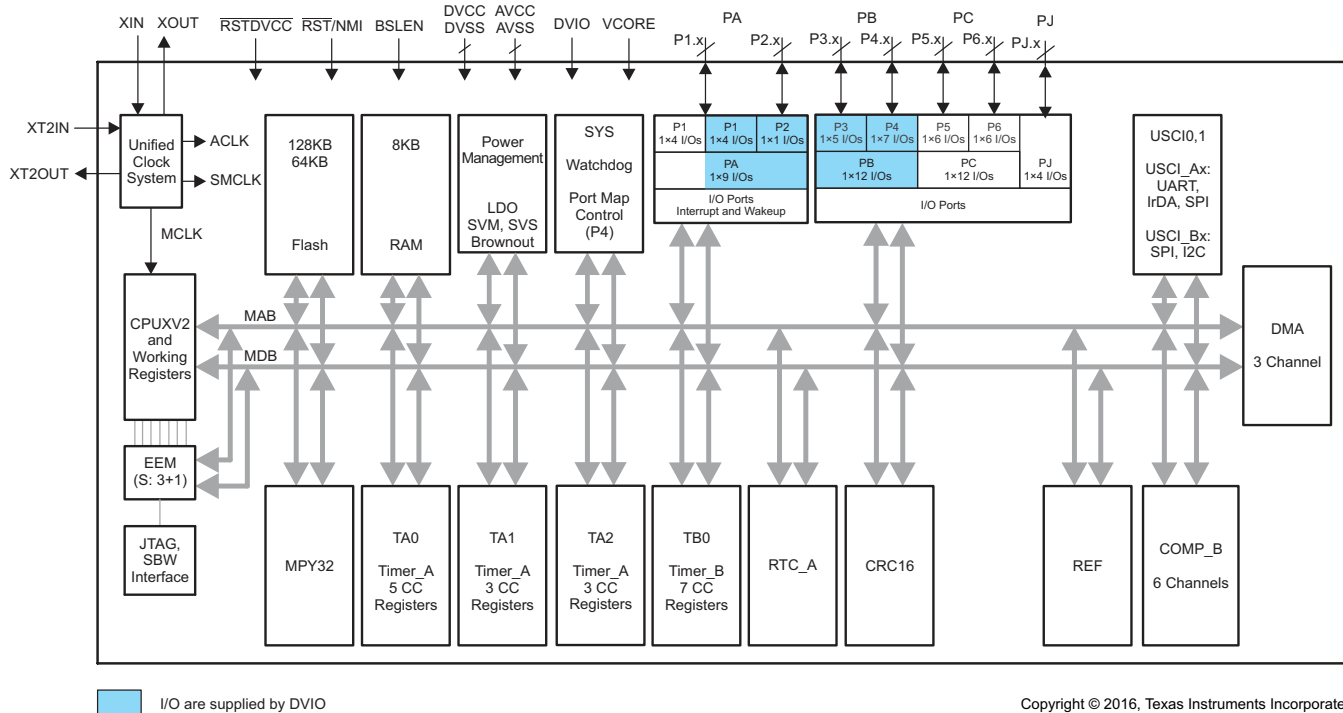 XIN
XOUT
RSTDVCC
RST/NMI
BSLEN
DVCC
DVSS
AVCC
AVSS
DVIO
VCORE
PA
P1.x
P2.x
PB
P3.x
P4.x
PC
P5.x
P6.x
PJ
PJ.x
XT2IN
XT2OUT
Unified
Clock
System
ACLK
SMCLK
MCLK
128KB
64KB
Flash
8KB
RAM
Power
Management
LDO
SVM, SVS
Brownout
SYS
Watchdog
Port Map
Control
(P4)
P1
1×4 I/Os
P1
1×4 I/Os
P2
1×1 I/Os
PA
1×9 I/Os
I/O Ports
Interrupt and Wakeup
P3
1×5 I/Os
P4
1×7 I/Os
P5
1×6 I/Os
P6
1×6 I/Os
PB
1×12 I/Os
PC
1×12 I/Os
PJ
1×4 I/Os
I/O Ports
USCI0,1
USCI_Ax:
UART,
IrDA, SPI
USCI_Bx:
SPI, I2C
CPUXV2
and
Working
Registers
MAB
MDB
DMA
3 Channel
EEM
(S: 3+1)
JTAG,
SBW
Interface
MPY32
TA0
Timer_A
5 CC
Registers
TA1
Timer_A
3 CC
Registers
TA2
Timer_A
3 CC
Registers
TB0
Timer_B
7 CC
Registers
RTC_A
CRC16
REF
COMP_B
6 Channels
I/O are supplied by DVIO
Copyright © 2016, Texas Instruments Incorporate